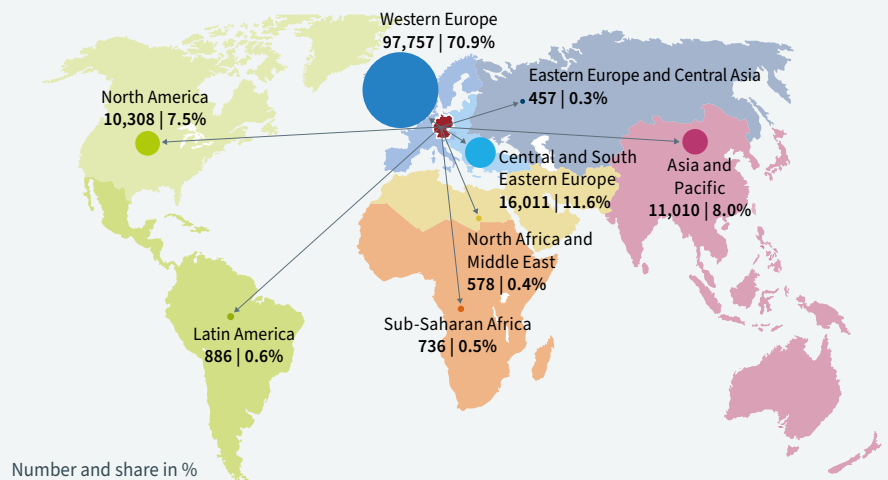 Western Europe
97,757 | 70.9%
Eastern Europe and Central Asia
457 | 0.3%
North America
10,308 | 7.5%
Central and South
Eastern Europe
16,011 | 11.6%
Asia and
Pacific
11,010 | 8.0%
North Africa and
Middle East
578 | 0.4%
Sub-Saharan Africa
736 | 0.5%
Latin America
886 | 0.6%
Number and share in %